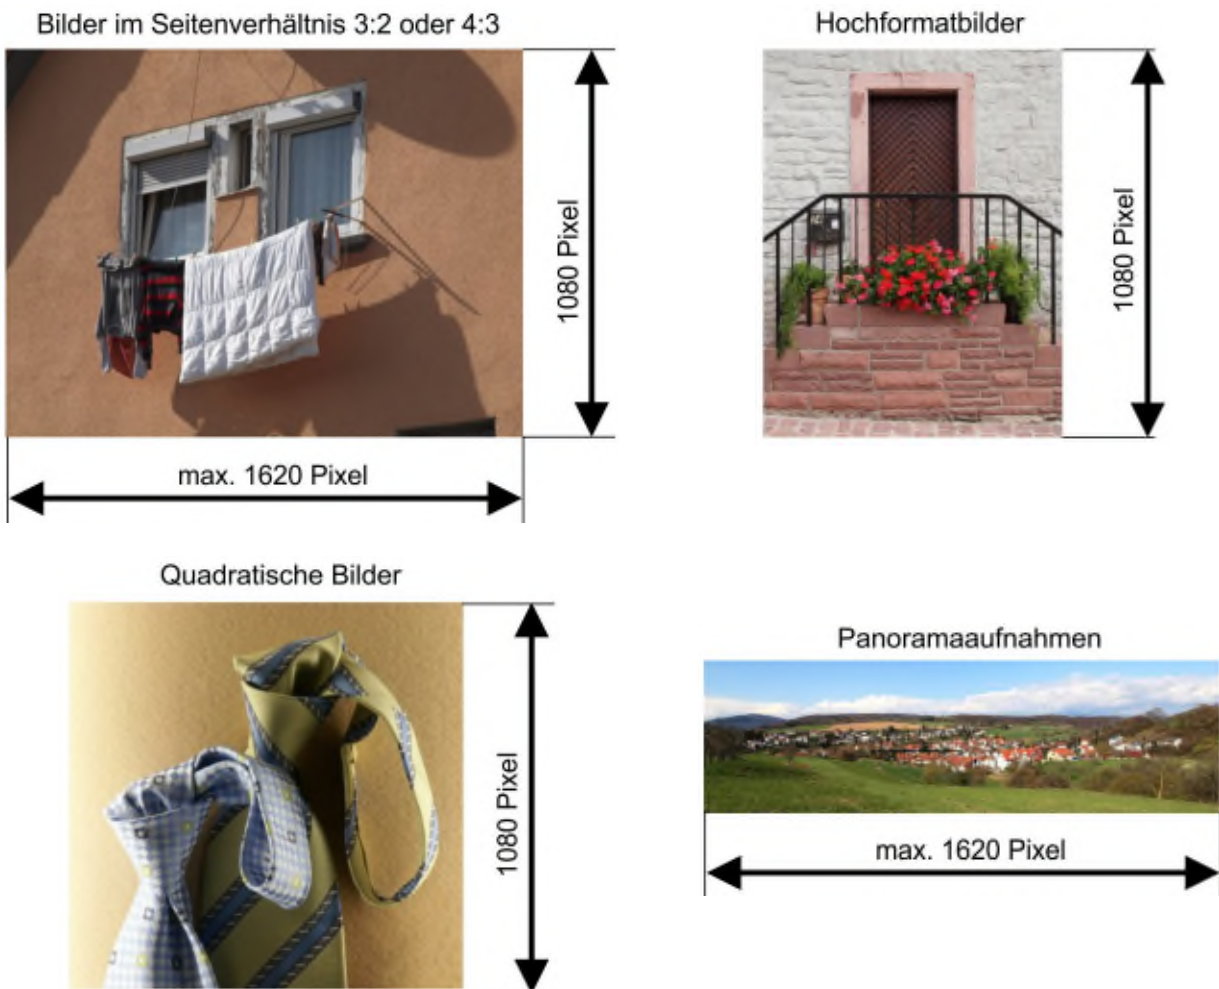 Bilder im Seitenverhältnis 3:2 oder 4:3
1080 Pixel
max. 1620 Pixel
Hochformatbilder
1080 Pixel
Quadratische Bilder
1080 Pixel
Panoramaaufnahmen
max. 1620 Pixel